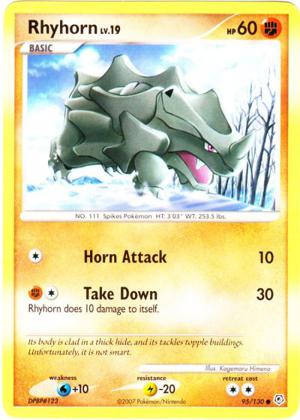 Rhyhorn LV.19 HP 60
BASIC
NO. 111 Spikes Pokémon HT: 3'03" WT: 253.5 lbs.
Horn Attack 10
Take Down 30
Rhyhorn does 10 damage to itself.
Its body is clad in a thick hide, and its tackles topple buildings.
Unfortunately, it is not smart.
Illus. Kagemaru Himeno
weakness resistance retreat cost
+10 -20
DPBP#123 ©2007 Pokémon/Nintendo 95/130